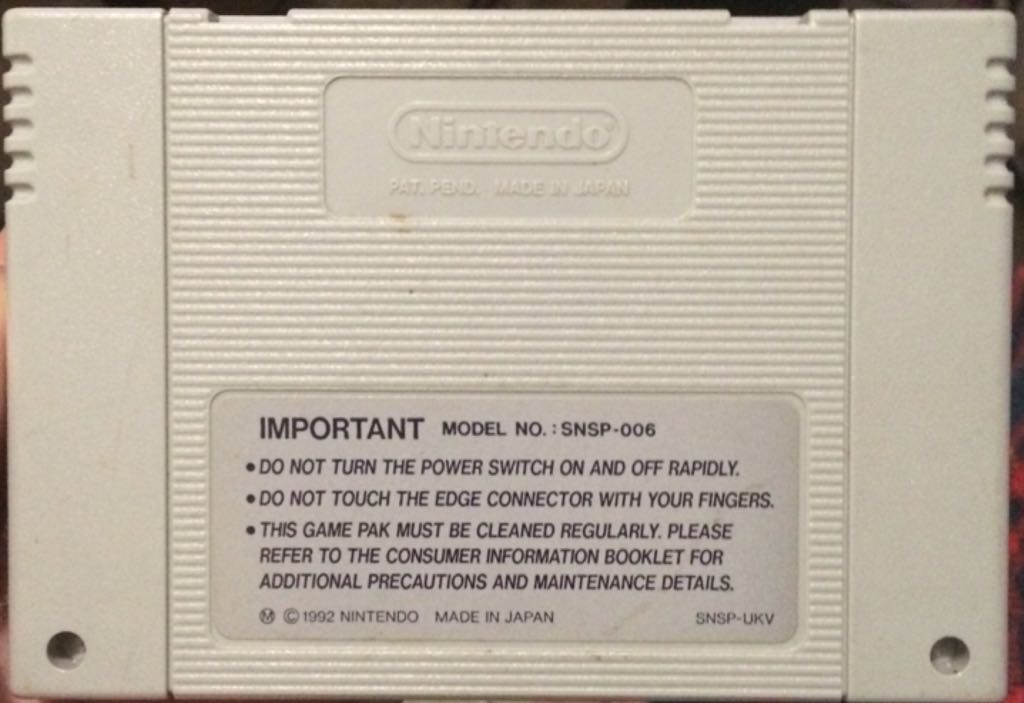 Nintendo®
PAT. PEND. MADE IN JAPAN
IMPORTANT MODEL NO.: SNSP-006
• DO NOT TURN THE POWER SWITCH ON AND OFF RAPIDLY.
• DO NOT TOUCH THE EDGE CONNECTOR WITH YOUR FINGERS.
• THIS GAME PAK MUST BE CLEANED REGULARLY. PLEASE
REFER TO THE CONSUMER INFORMATION BOOKLET FOR
ADDITIONAL PRECAUTIONS AND MAINTENANCE DETAILS.
Ⓜ ©1992 NINTENDO MADE IN JAPAN SNSP-UKV